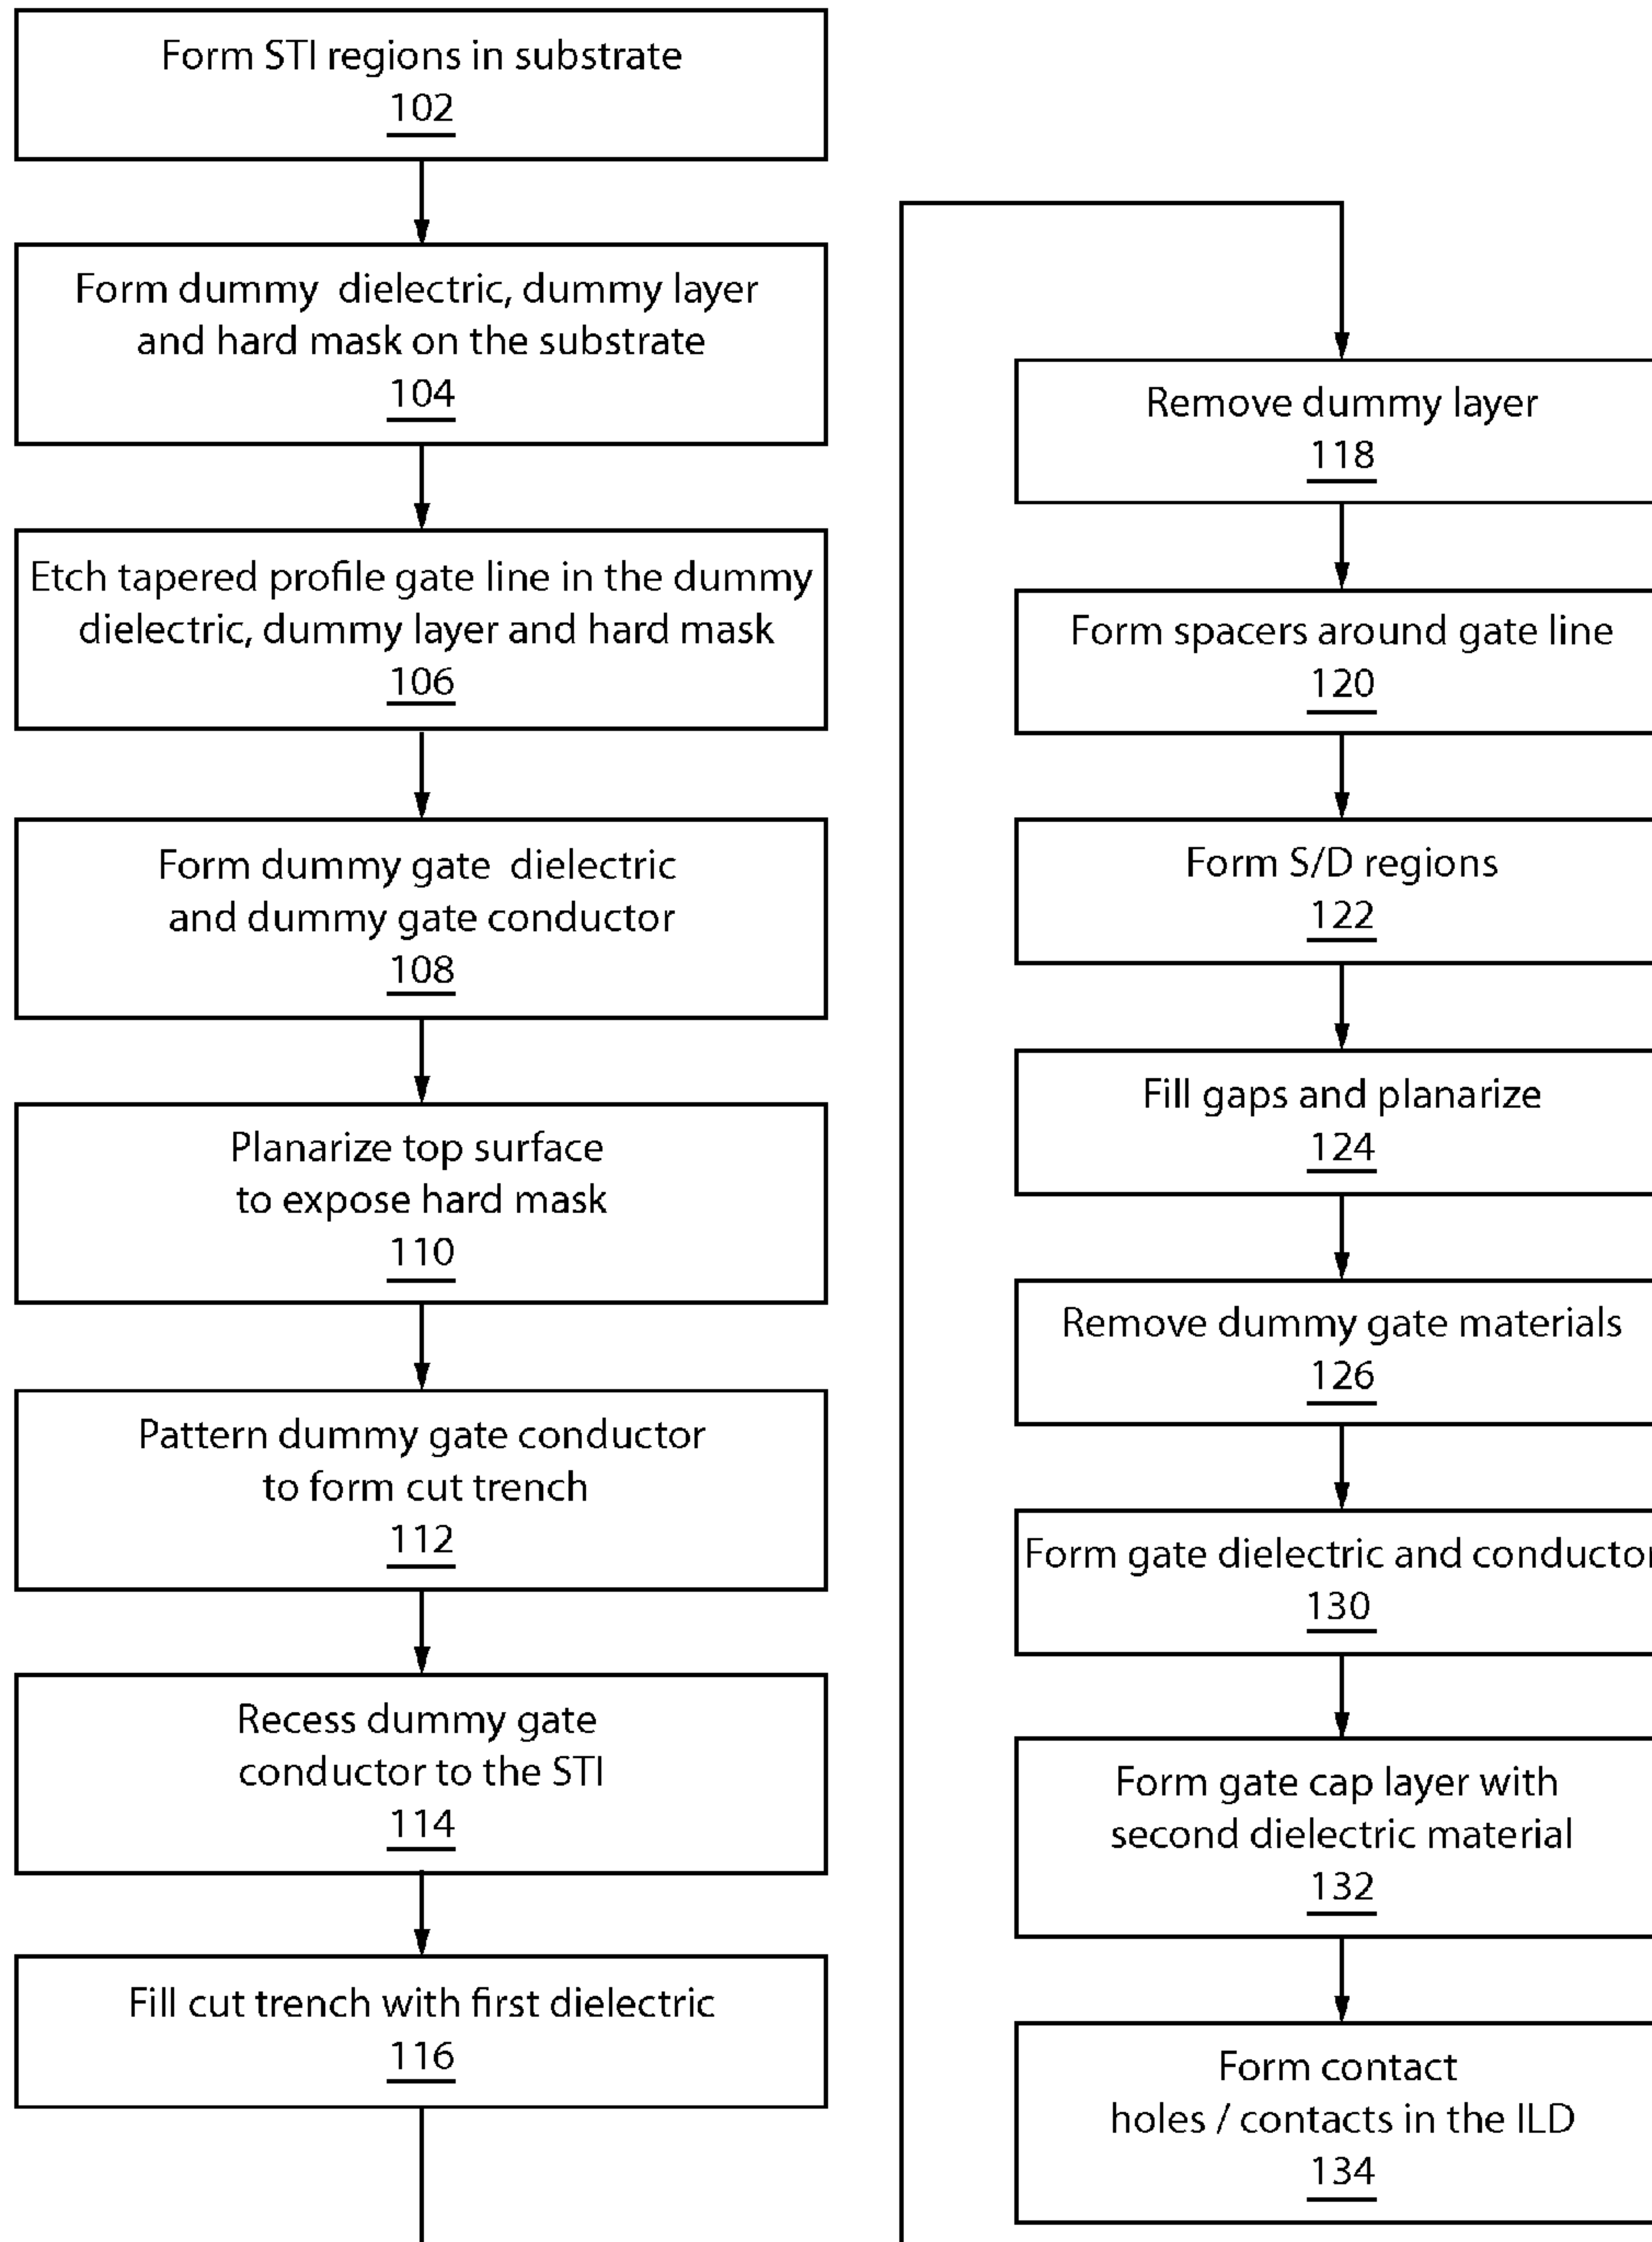 Form STI regions in substrate
102
Form dummy dielectric, dummy layer
and hard mask on the substrate
104
Etch tapered profile gate line in the dummy
dielectric, dummy layer and hard mask
106
Form dummy gate dielectric
and dummy gate conductor
108
Planarize top surface
to expose hard mask
110
Pattern dummy gate conductor
to form cut trench
112
Recess dummy gate
conductor to the STI
114
Fill cut trench with first dielectric
116
Remove dummy layer
118
Form spacers around gate line
120
Form S/D regions
122
Fill gaps and planarize
124
Remove dummy gate materials
126
Form gate dielectric and conductor
130
Form gate cap layer with
second dielectric material
132
Form contact
holes / contacts in the ILD
134